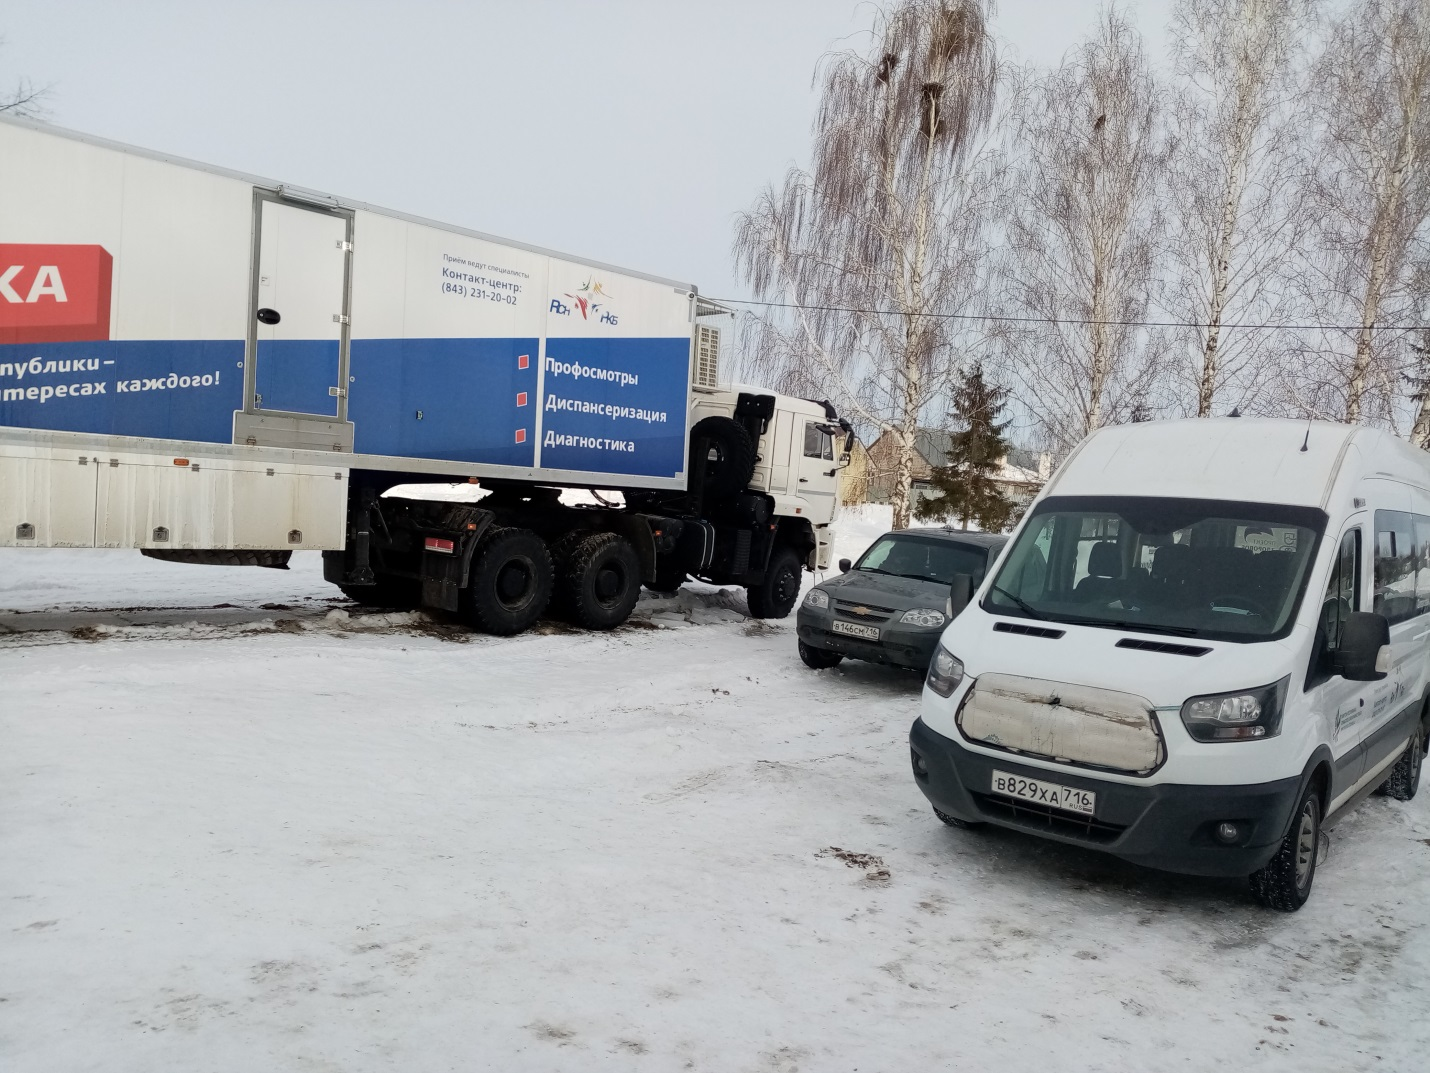 КА
публики –
нтересах каждого!
Приём ведут специалисты
Контакт-центр:
(843) 231-20-02
РКБ
Профосмотры
Диспансеризация
Диагностика
В146СМ716
В829ХА716
RUS